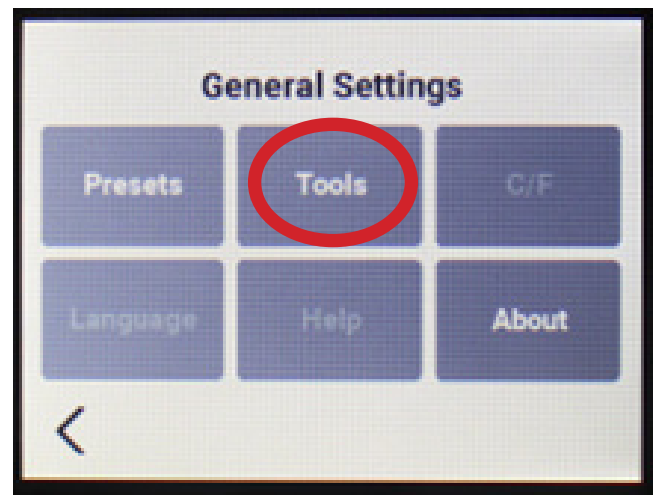 General Settings
Presets
Tools
C/F
Language
Help
About